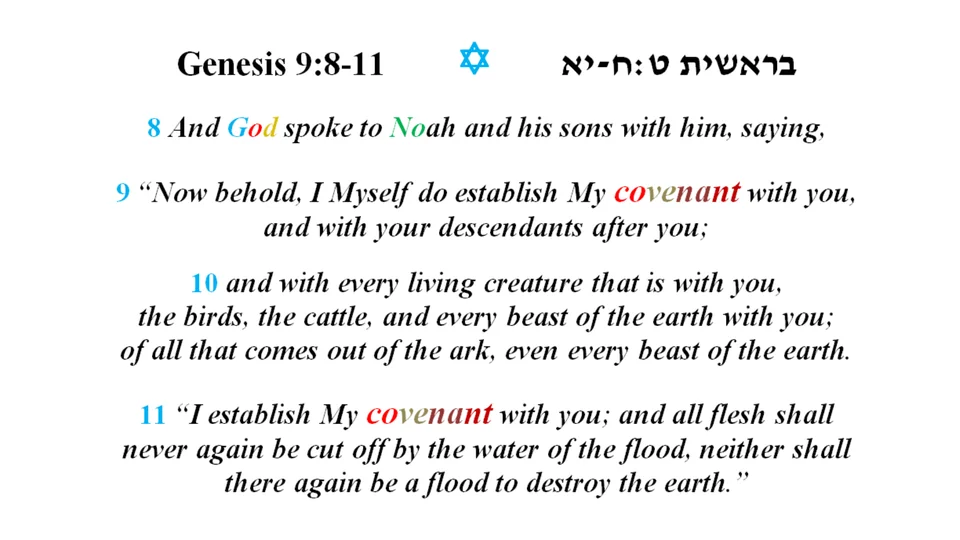 Genesis 9:8-11 בראשית ט:ח-יא
8 And God spoke to Noah and his sons with him, saying,
9 “Now behold, I Myself do establish My covenant with you,
and with your descendants after you;
10 and with every living creature that is with you,
the birds, the cattle, and every beast of the earth with you;
of all that comes out of the ark, even every beast of the earth.
11 “I establish My covenant with you; and all flesh shall
never again be cut off by the water of the flood, neither shall
there again be a flood to destroy the earth.”